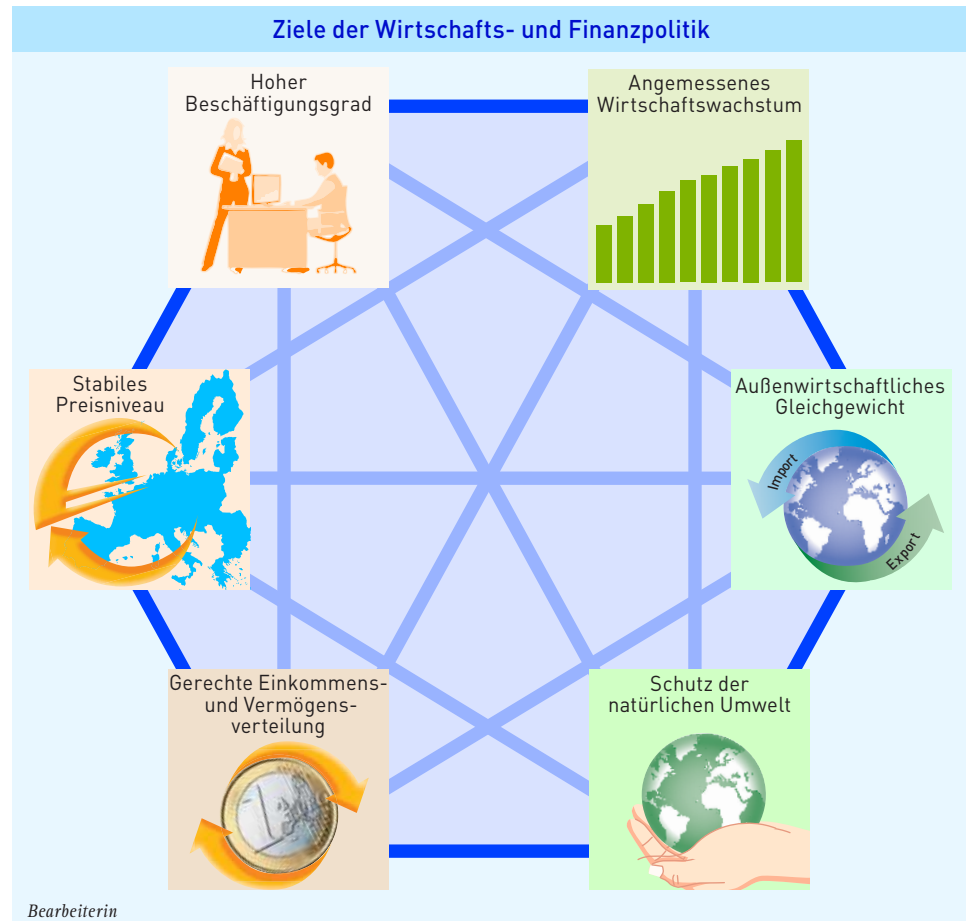 Ziele der Wirtschafts- und Finanzpolitik
Hoher
Beschäftigungsgrad
Angemessenes
Wirtschaftswachstum
Stabiles
Preisniveau
Außenwirtschaftliches
Gleichgewicht
Import
Export
Gerechte Einkommens-
und Vermögens-
verteilung
1
Schutz der
natürlichen Umwelt
Bearbeiterin